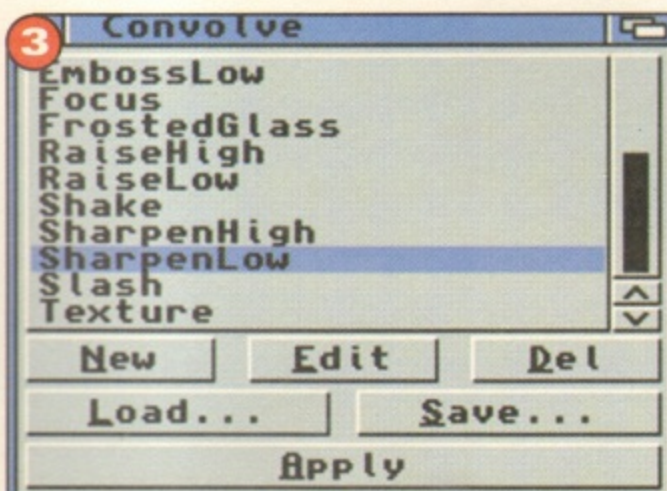 3
Convolve
EmbossLow
Focus
FrostedGlass
RaiseHigh
RaiseLow
Shake
SharpenHigh
SharpenLow
Slash
Texture
New Edit Del
Load... Save...
Apply